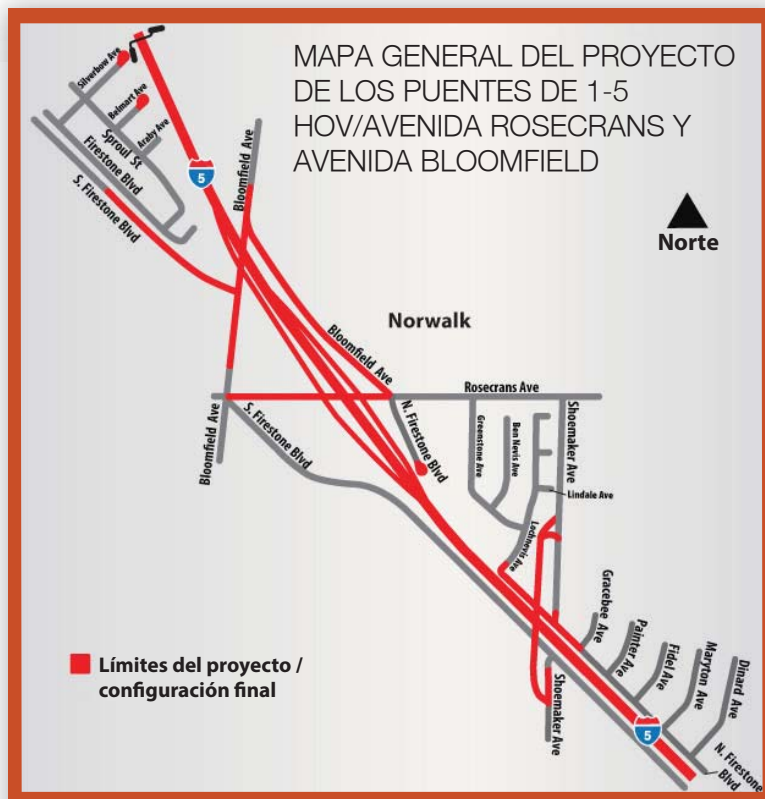 MAPA GENERAL DEL PROYECTO
DE LOS PUENTES DE 1-5
HOV/AVENIDA ROSECRANS Y
AVENIDA BLOOMFIELD
Silverbow Ave
Belmart Ave
Araby Ave
Sproul St
Firestone Blvd
S. Firestone Blvd
5
Bloomfield Ave
Norte
Norwalk
Bloomfield Ave
Rosecrans Ave
Bloomfield Ave
S. Firestone Blvd
N. Firestone Blvd
Greenstone Ave
Ben Nevis Ave
Shoemaker Ave
Lindale Ave
Lochnevis Ave
Gracebee Ave
Painter Ave
Fidel Ave
Maryton Ave
Dinard Ave
Límites del proyecto /
configuración final
Shoemaker Ave
5
N. Firestone
Blvd